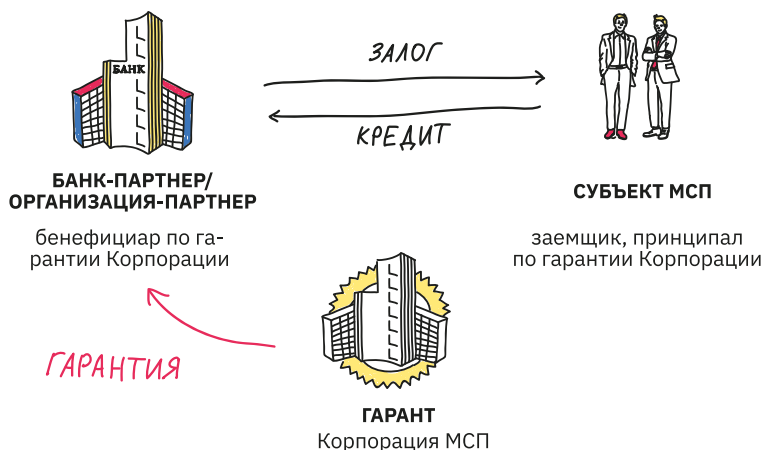 БАНК
ЗАЛОГ
КРЕДИТ
БАНК-ПАРТНЕР/
ОРГАНИЗАЦИЯ-ПАРТНЕР
бенефициар по га-
рантии Корпорации
СУБЪЕКТ МСП
заемщик, принципал
по гарантии Корпорации
ГАРАНТИЯ
ГАРАНТ
Корпорация МСП